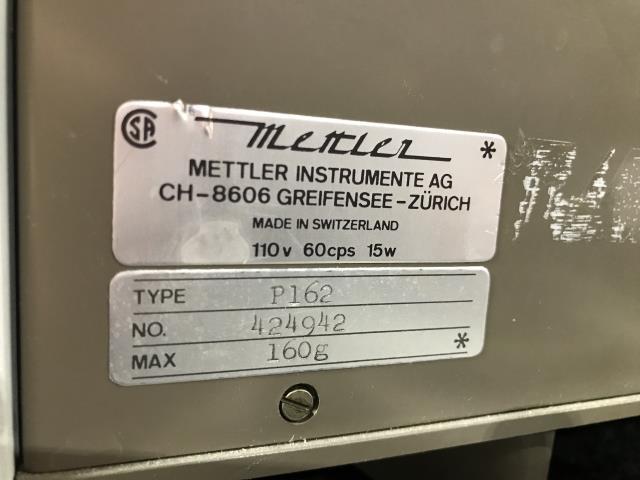 SA
Mettler *
METTLER INSTRUMENTE AG
CH-8606 GREIFENSEE-ZÜRICH
MADE IN SWITZERLAND
110v 60cps 15w
TYPE P162
NO. 424942
MAX 160g *